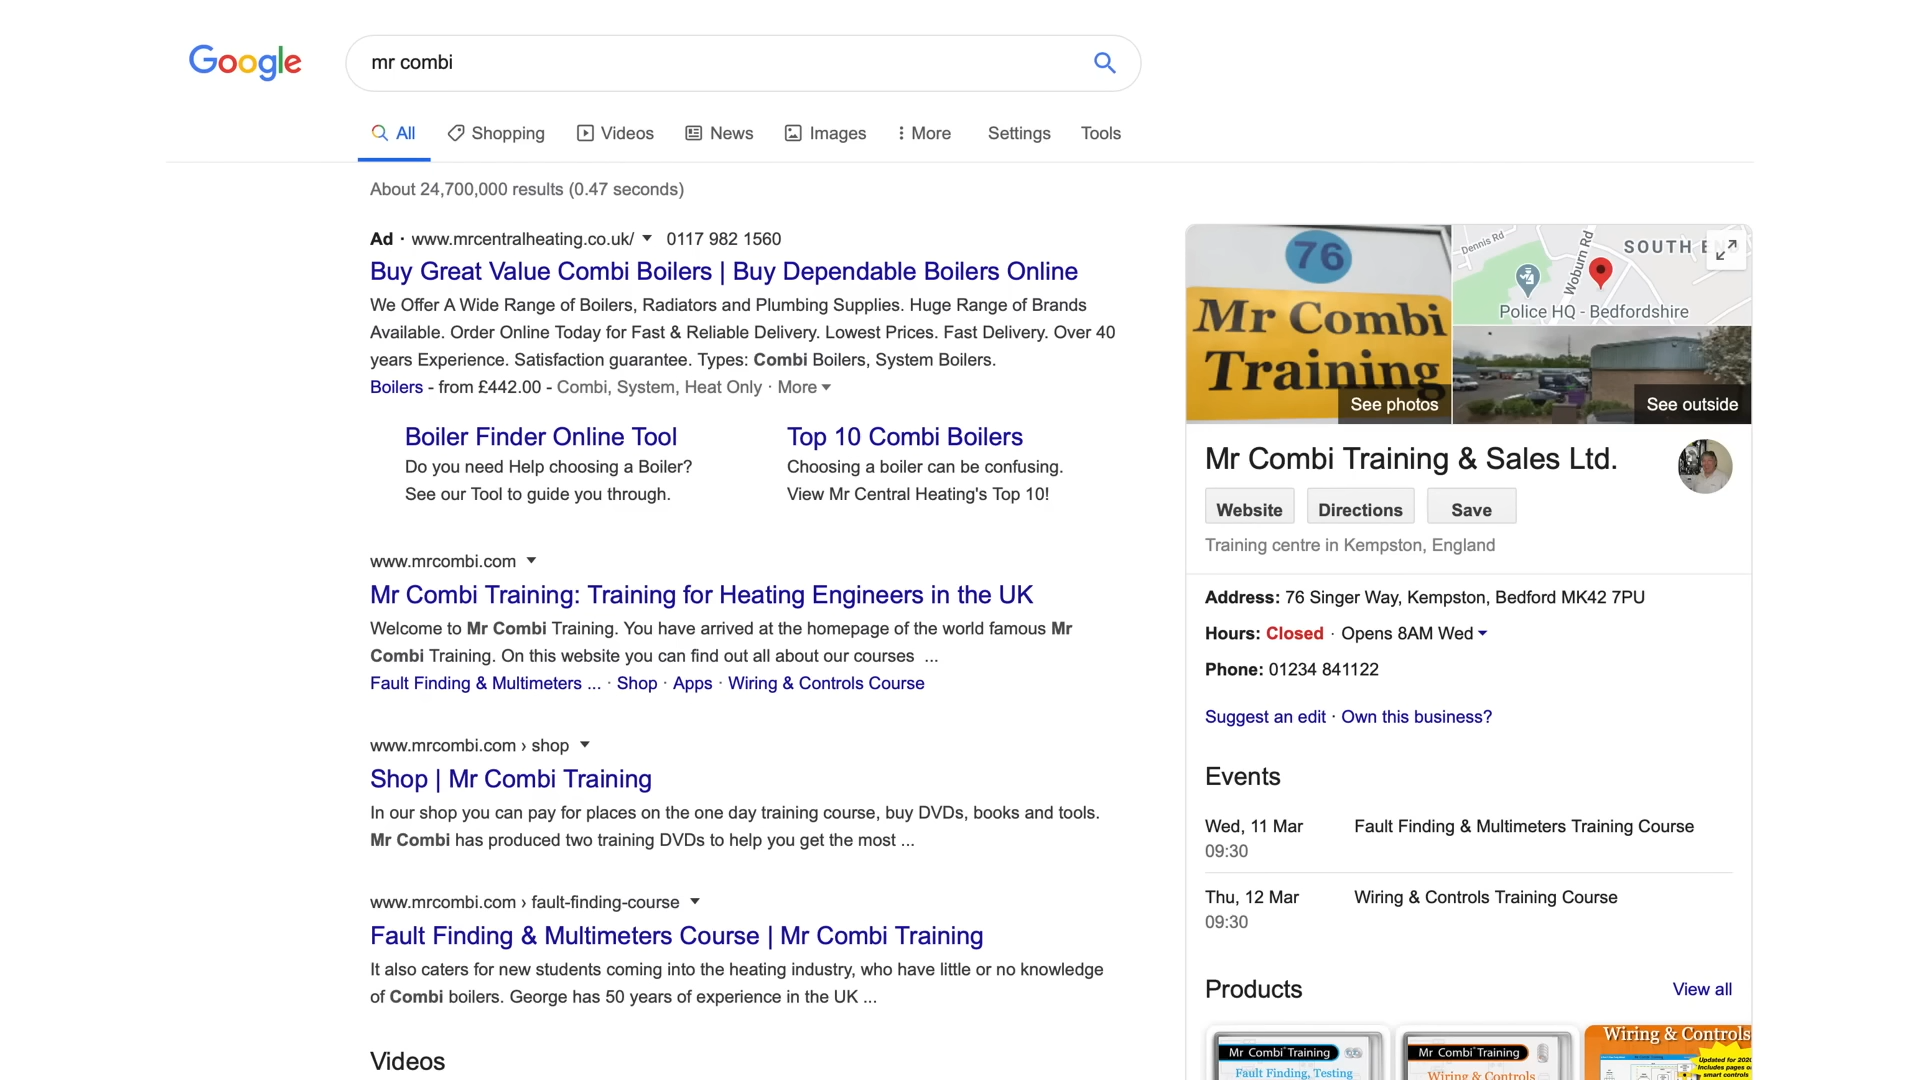 Google
mr combi
All
Shopping
Videos
News
Images
More
Settings
Tools
About 24,700,000 results (0.47 seconds)
Ad · www.mrcentralheating.co.uk/ 0117 982 1560
Buy Great Value Combi Boilers | Buy Dependable Boilers Online
We Offer A Wide Range of Boilers, Radiators and Plumbing Supplies. Huge Range of Brands
Available. Order Online Today for Fast & Reliable Delivery. Lowest Prices. Fast Delivery. Over 40
years Experience. Satisfaction guarantee. Types: Combi Boilers, System Boilers.
Boilers - from £442.00 - Combi, System, Heat Only · More
Boiler Finder Online Tool
Do you need Help choosing a Boiler?
See our Tool to guide you through.
Top 10 Combi Boilers
Choosing a boiler can be confusing.
View Mr Central Heating's Top 10!
www.mrcombi.com
Mr Combi Training: Training for Heating Engineers in the UK
Welcome to Mr Combi Training. You have arrived at the homepage of the world famous Mr
Combi Training. On this website you can find out all about our courses ...
Fault Finding & Multimeters ... · Shop · Apps · Wiring & Controls Course
www.mrcombi.com › shop
Shop | Mr Combi Training
In our shop you can pay for places on the one day training course, buy DVDs, books and tools.
Mr Combi has produced two training DVDs to help you get the most ...
www.mrcombi.com › fault-finding-course
Fault Finding & Multimeters Course | Mr Combi Training
It also caters for new students coming into the heating industry, who have little or no knowledge
of Combi boilers. George has 50 years of experience in the UK ...
Videos
76
Mr Combi
Training
See photos
Dennis Rd
Woburn Rd
SOUTH E
Police HQ - Bedfordshire
See outside
Mr Combi Training & Sales Ltd.
Website
Directions
Save
Training centre in Kempston, England
Address: 76 Singer Way, Kempston, Bedford MK42 7PU
Hours: Closed · Opens 8AM Wed
Phone: 01234 841122
Suggest an edit · Own this business?
Events
Wed, 11 Mar Fault Finding & Multimeters Training Course
09:30
Thu, 12 Mar Wiring & Controls Training Course
09:30
Products
View all
Mr Combi Training
Fault Finding, Testing
Mr Combi Training
Wiring & Controls
Wiring & Controls
Updated for 2020
Includes pages o
smart controls